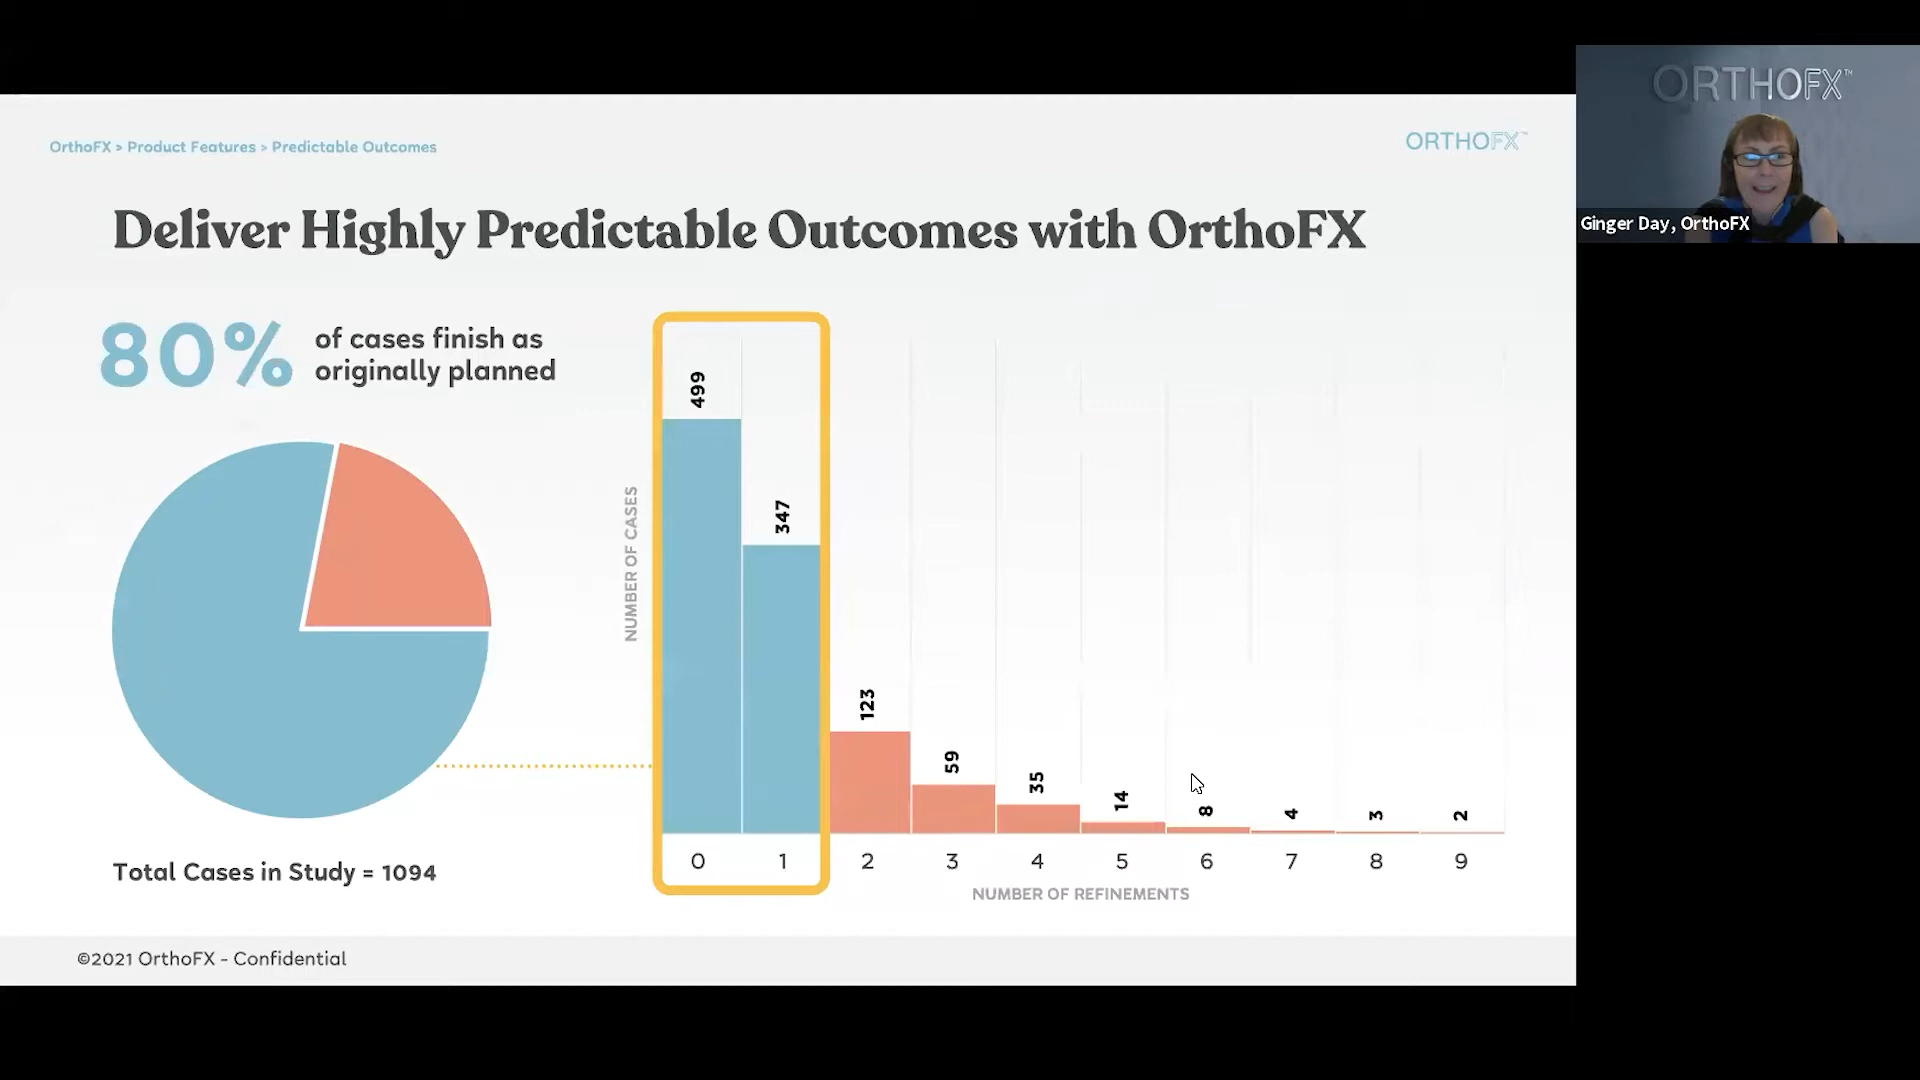 ORTHOFX™
OrthoFX > Product Features > Predictable Outcomes
ORTHOFX™
Ginger Day, OrthoFX
Deliver Highly Predictable Outcomes with OrthoFX
80%
of cases finish as
originally planned
499
347
123
59
35
14
8
4
3
2
NUMBER OF CASES
0 1 2 3 4 5 6 7 8 9
NUMBER OF REFINEMENTS
Total Cases in Study = 1094
©2021 OrthoFX - Confidential